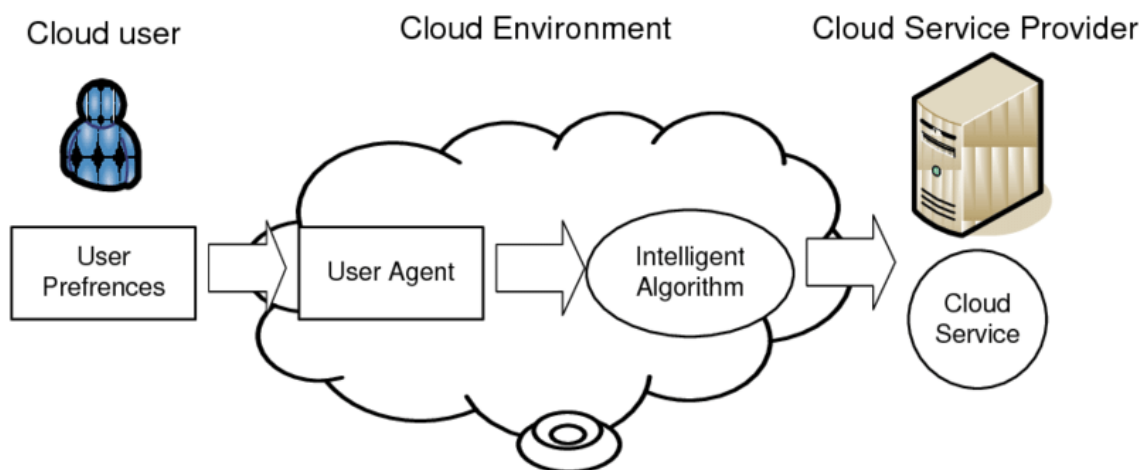 Cloud user
Cloud Environment
Cloud Service Provider
User
Prefrences
User Agent
Intelligent
Algorithm
Cloud
Service